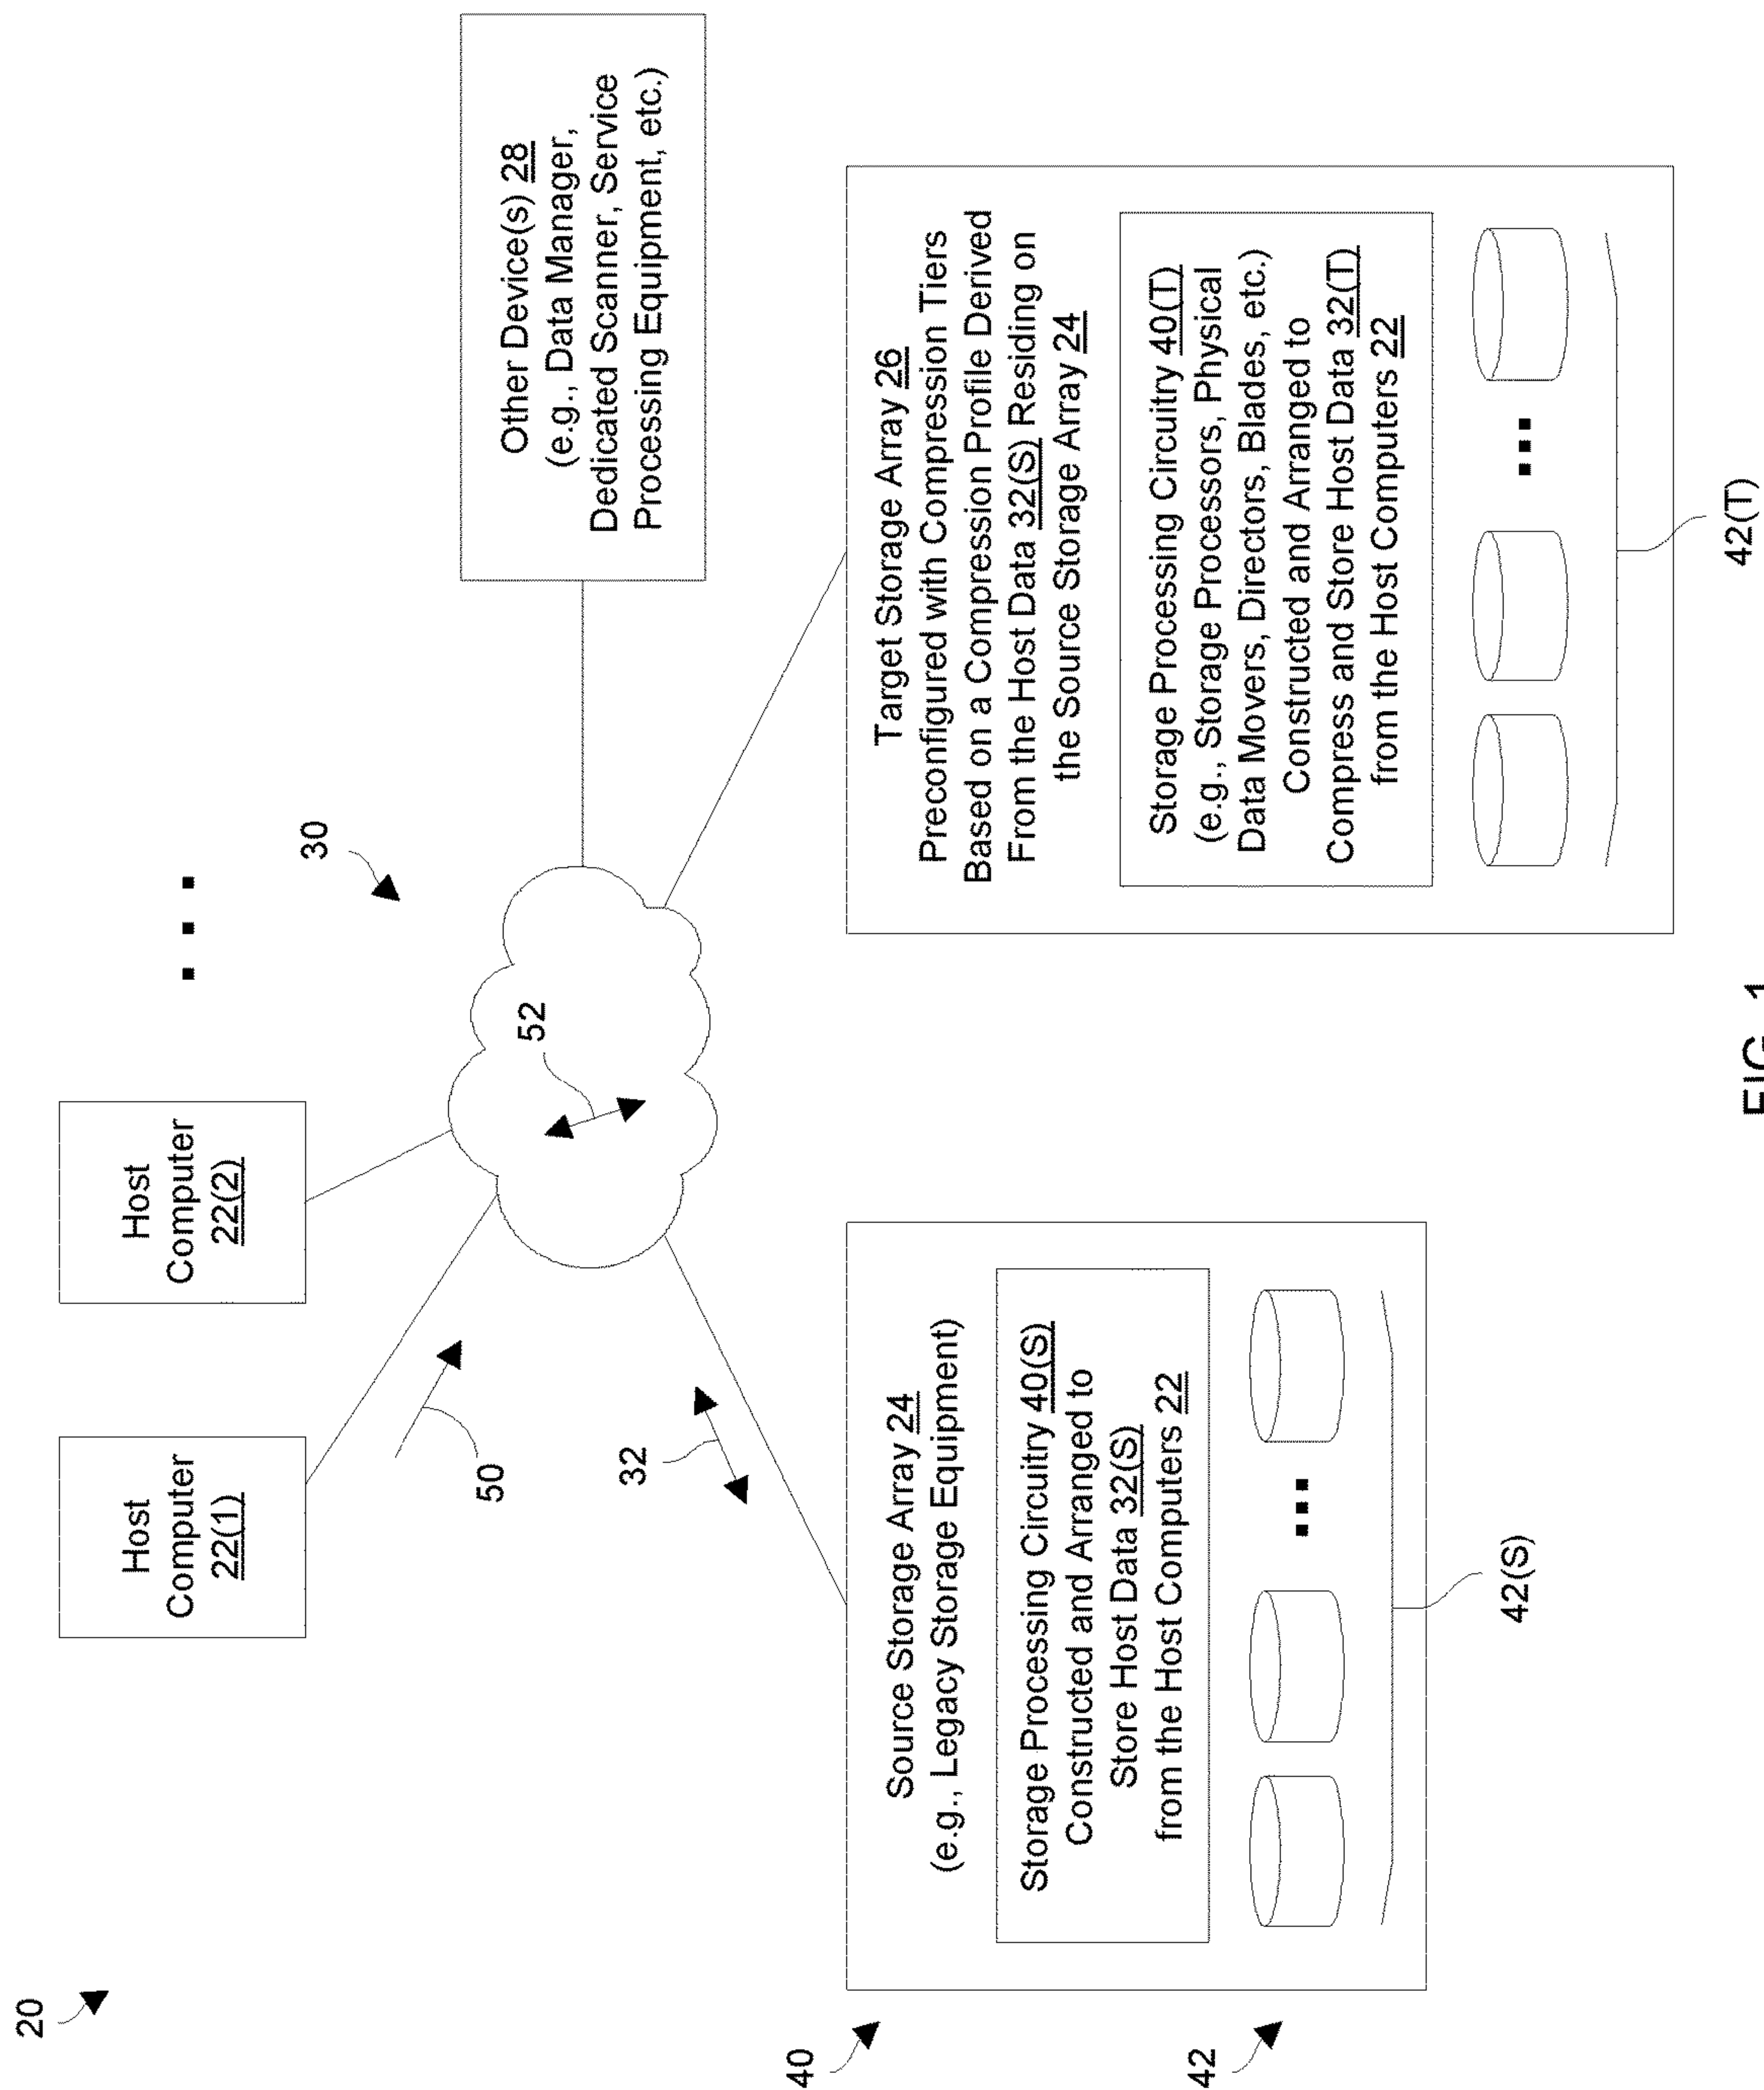 20
Host
Computer
22(1)
Host
Computer
22(2)
30
50
52
32
Other Device(s) 28
(e.g., Data Manager,
Dedicated Scanner, Service
Processing Equipment, etc.)
40
Source Storage Array 24
(e.g., Legacy Storage Equipment)
Storage Processing Circuitry 40(S)
Constructed and Arranged to
Store Host Data 32(S)
from the Host Computers 22
42
42(S)
Target Storage Array 26
Preconfigured with Compression Tiers
Based on a Compression Profile Derived
From the Host Data 32(S) Residing on
the Source Storage Array 24
Storage Processing Circuitry 40(T)
(e.g., Storage Processors, Physical
Data Movers, Directors, Blades, etc.)
Constructed and Arranged to
Compress and Store Host Data 32(T)
from the Host Computers 22
42(T)
FIG. 1